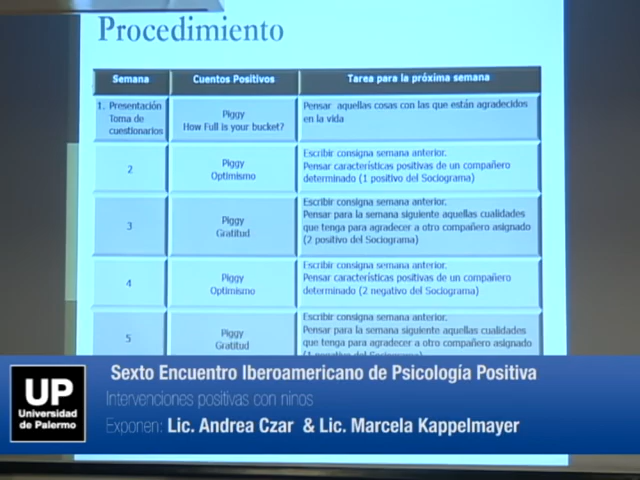 Procedimiento
Semana
Cuentos Positivos
Tarea para la próxima semana
1. Presentación
Toma de
cuestionarios
Piggy
How Full is your bucket?
Pensar aquellas cosas con las que están agradecidos
en la vida
2
Piggy
Optimismo
Escribir consigna semana anterior.
Pensar características positivas de un compañero
determinado (1 positivo del Sociograma)
3
Piggy
Gratitud
Escribir consigna semana anterior.
Pensar para la semana siguiente aquellas cualidades
que tenga para agradecer a otro compañero asignado
(2 positivo del Sociograma)
4
Piggy
Optimismo
Escribir consigna semana anterior.
Pensar características positivas de un compañero
determinado (2 negativo del Sociograma)
5
Piggy
Gratitud
Escribir consigna semana anterior.
Pensar para la semana siguiente aquellas cualidades
que tenga para agradecer a otro compañero asignado
(1 negativo del Sociograma)
UP
Universidad
de Palermo
Sexto Encuentro Iberoamericano de Psicología Positiva
Intervenciones positivas con ninos
Exponen: Lic. Andrea Czar & Lic. Marcela Kappelmayer